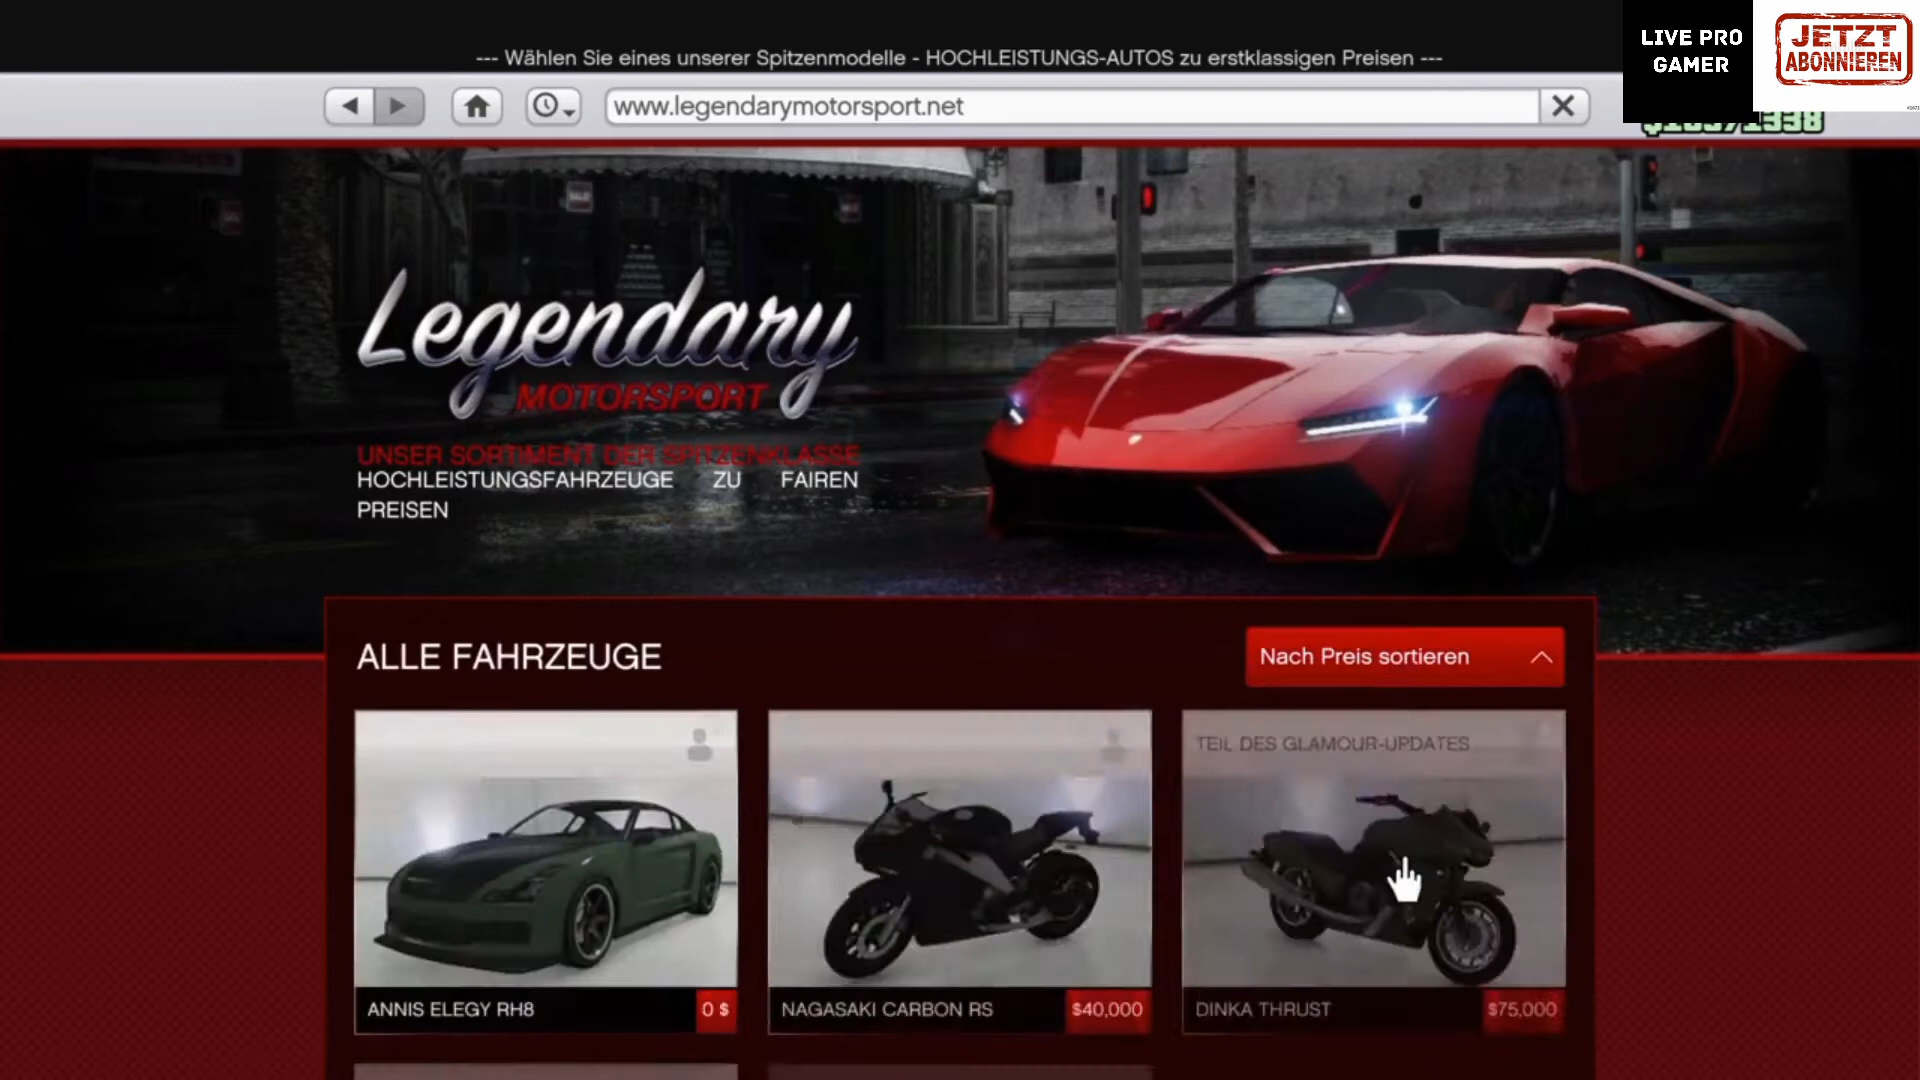 --- Wählen Sie eines unserer Spitzenmodelle - HOCHLEISTUNGS-AUTOS zu erstklassigen Preisen ---
LIVE PRO
GAMER
JETZT
ABONNIEREN
www.legendarymotorsport.net
Legendary
MOTORSPORT
UNSER SORTIMENT DER SPITZENKLASSE
HOCHLEISTUNGSFAHRZEUGE ZU FAIREN
PREISEN
ALLE FAHRZEUGE
Nach Preis sortieren
TEIL DES GLAMOUR-UPDATES
ANNIS ELEGY RH8
0 $
NAGASAKI CARBON RS
$40,000
DINKA THRUST
$75,000